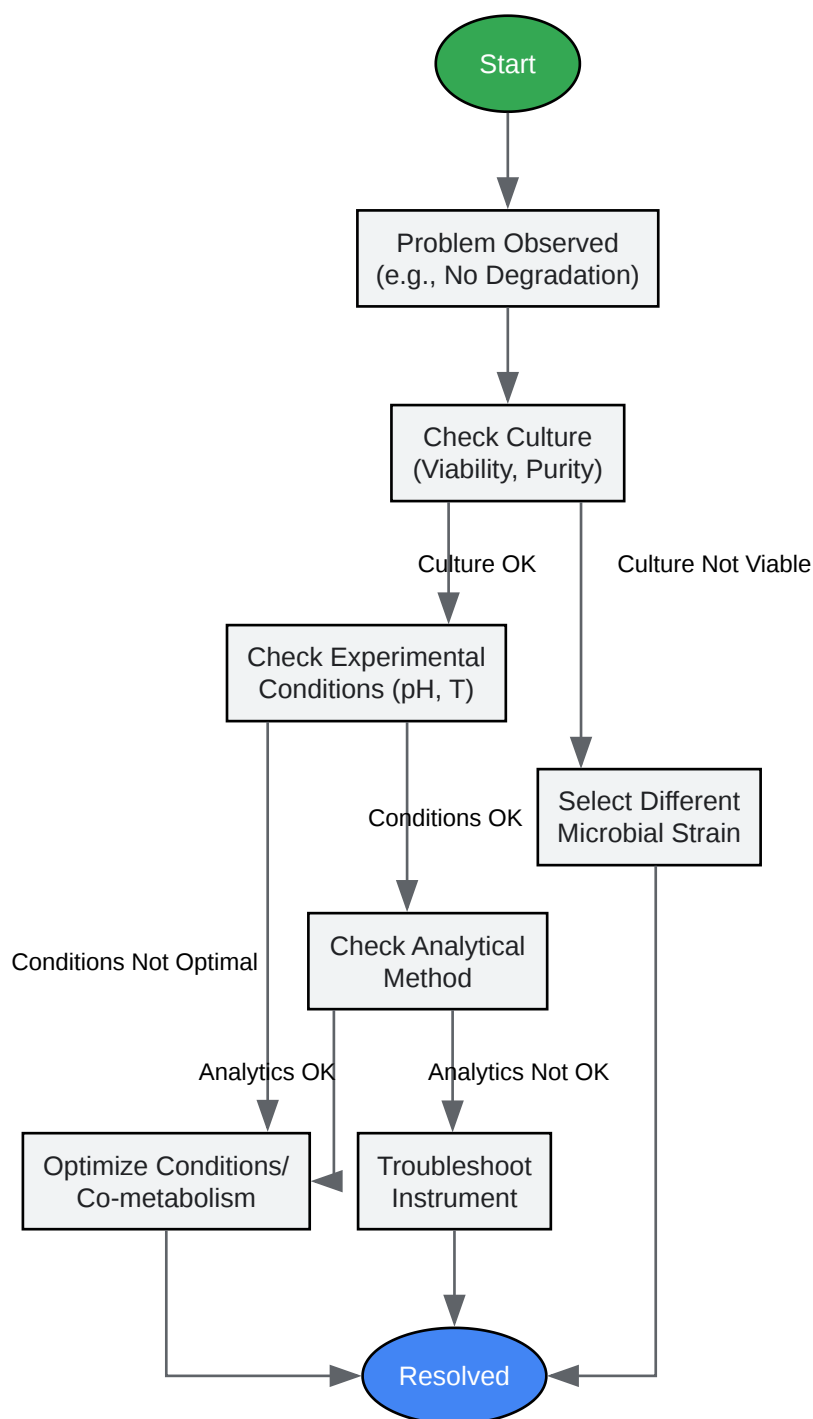 Start
Problem Observed
(e.g., No Degradation)
Check Culture
(Viability, Purity)
Culture OK
Culture Not Viable
Check Experimental
Conditions (pH, T)
Select Different
Microbial Strain
Conditions OK
Check Analytical
Method
Conditions Not Optimal
Analytics OK
Analytics Not OK
Optimize Conditions/
Co-metabolism
Troubleshoot
Instrument
Resolved